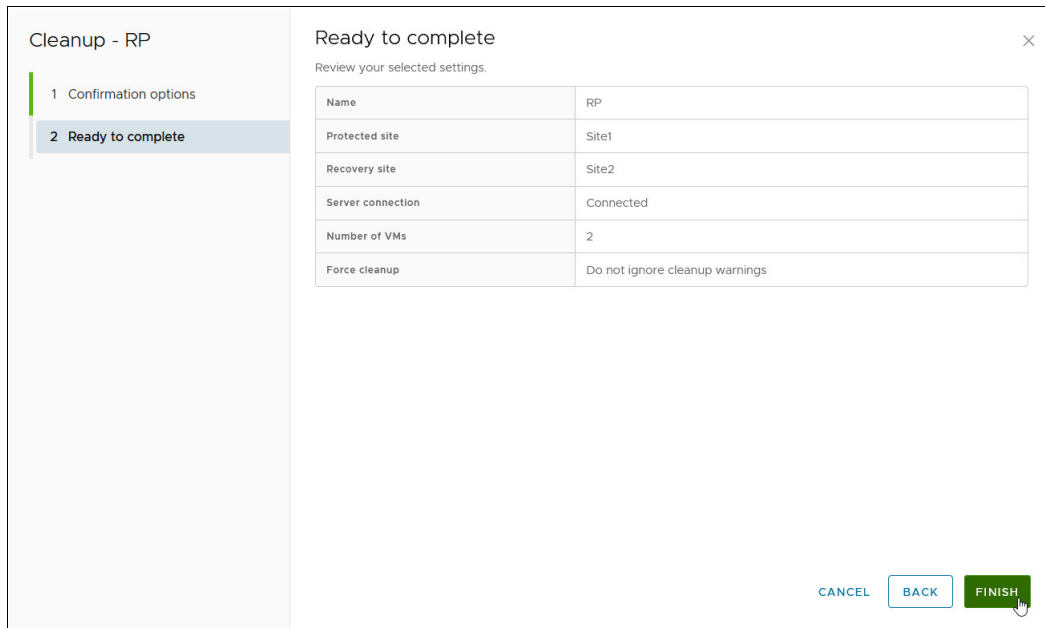 Cleanup - RP
1 Confirmation options
2 Ready to complete
Ready to complete
Review your selected settings.
Name RP
Protected site Site1
Recovery site Site2
Server connection Connected
Number of VMs 2
Force cleanup Do not ignore cleanup warnings
CANCEL BACK FINISH